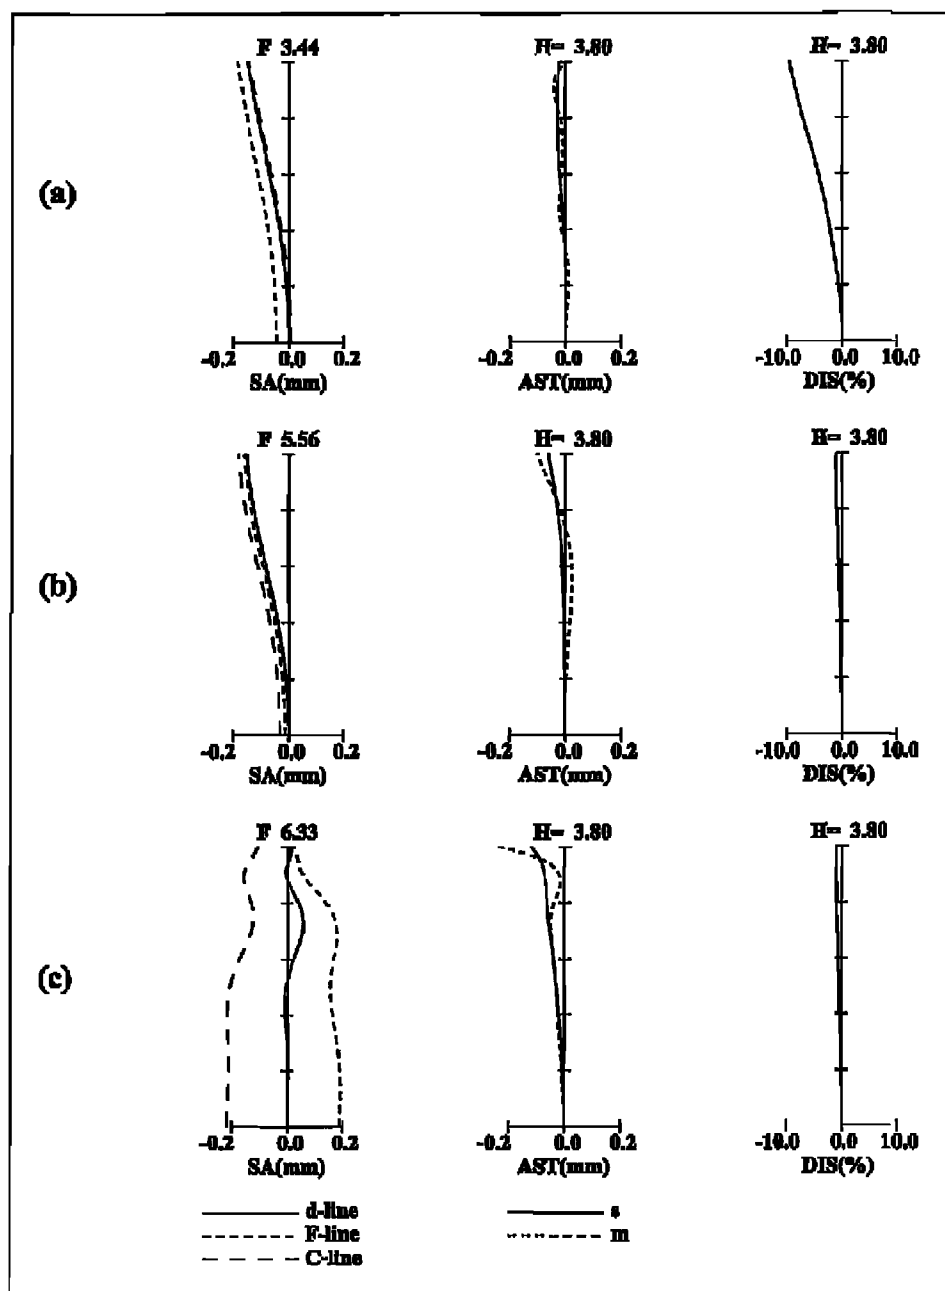 F 3.44 H= 3.80 H= 3.80
(a)
-0.2 0.0 0.2 -0.2 0.0 0.2 -10.0 0.0 10.0
SA(mm) AST(mm) DIS(%)
F 5.56 H= 3.80 H= 3.80
(b)
-0.2 0.0 0.2 -0.2 0.0 0.2 -10.0 0.0 10.0
SA(mm) AST(mm) DIS(%)
F 6.33 H= 3.80 H= 3.80
(c)
-0.2 0.0 0.2 -0.2 0.0 0.2 -10.0 0.0 10.0
SA(mm) AST(mm) DIS(%)
d-line s
F-line m
C-line